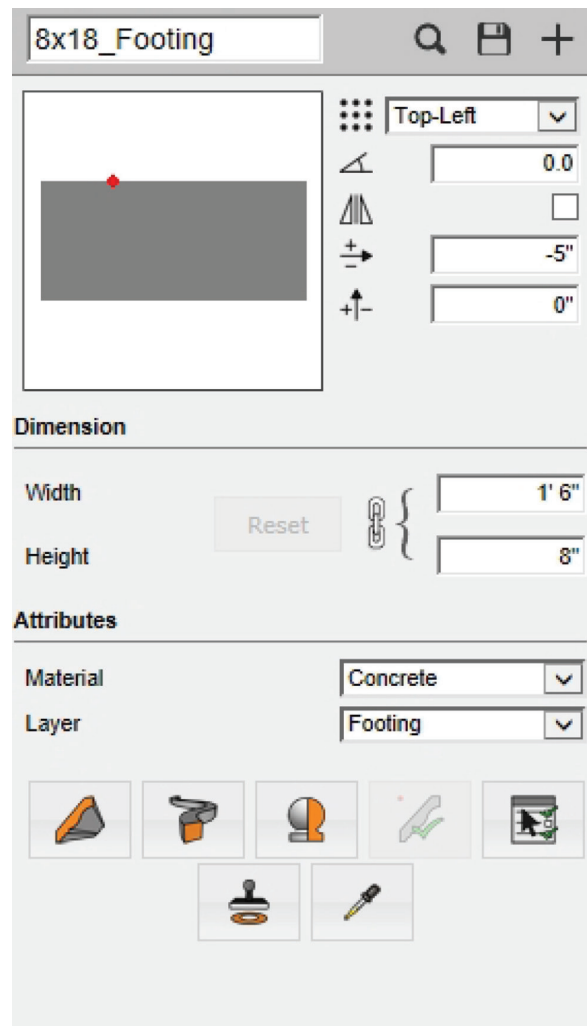 8x18_Footing
Top-Left
0.0
-5"
0"
Dimension
Width 1' 6"
Reset
Height 8"
Attributes
Material Concrete
Layer Footing